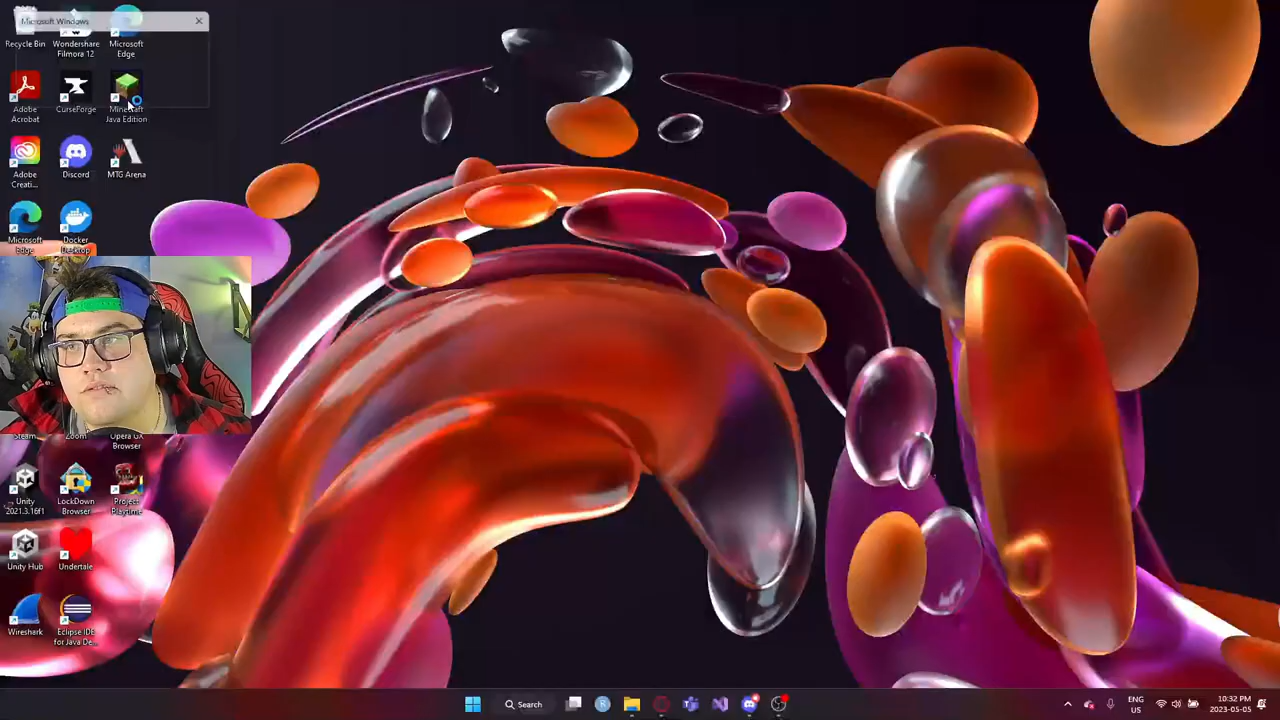 Microsoft Windows
Recycle Bin
Wondershare
Filmora 12
Microsoft
Edge
Adobe
Acrobat
CurseForge
Minecraft
Java Edition
Adobe
Creati...
Discord
MTG Arena
Microsoft
Edge
Docker
Desktop
Steam
Zoom
Opera GX
Browser
Unity
2021.3.16f1
LockDown
Browser
Project
Playtime
Unity Hub
Undertale
Wireshark
Eclipse IDE
for Java De...
Search
ENG
US
10:32 PM
2023-05-05